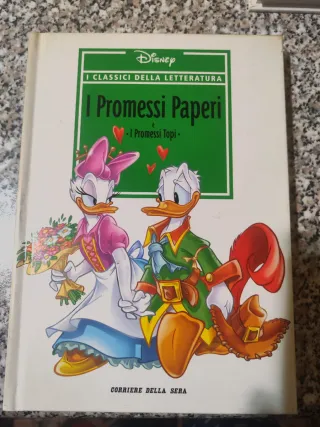 Disney
I CLASSICI DELLA LETTERATURA
I Promessi Paperi
e
• I Promessi Topi •
CORRIERE DELLA SERA